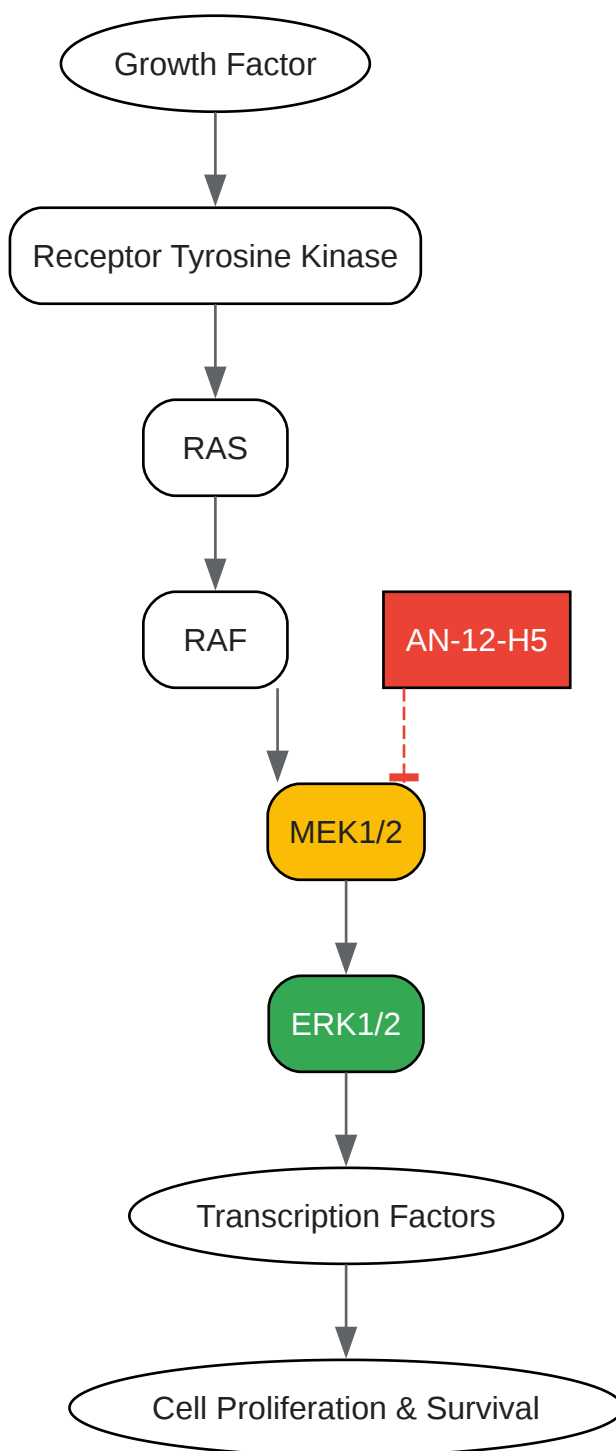 Growth Factor
Receptor Tyrosine Kinase
RAS
RAF
AN-12-H5
MEK1/2
ERK1/2
Transcription Factors
Cell Proliferation & Survival